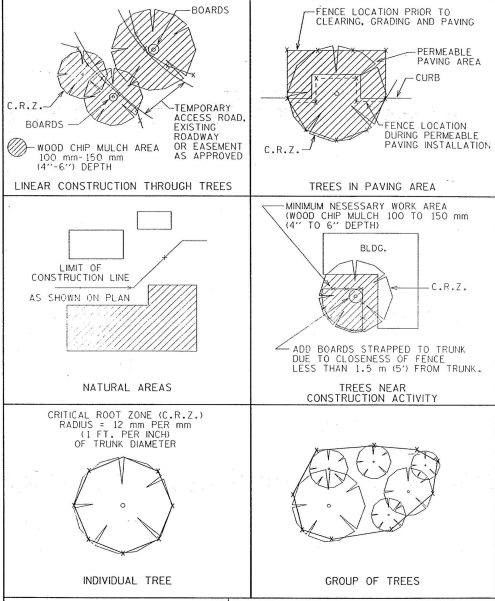 BOARDS
C.R.Z.
BOARDS
TEMPORARY
ACCESS ROAD,
EXISTING
ROADWAY
OR EASEMENT
AS APPROVED
WOOD CHIP MULCH AREA
100 mm-150 mm
(4"-6") DEPTH
LINEAR CONSTRUCTION THROUGH TREES
FENCE LOCATION PRIOR TO
CLEARING, GRADING AND PAVING
PERMEABLE
PAVING AREA
CURB
FENCE LOCATION
DURING PERMEABLE
PAVING INSTALLATION
C.R.Z.
TREES IN PAVING AREA
LIMIT OF
CONSTRUCTION LINE
AS SHOWN ON PLAN
NATURAL AREAS
MINIMUM NESESSARY WORK AREA
(WOOD CHIP MULCH 100 TO 150 mm
(4" TO 6" DEPTH)
BLDG.
C.R.Z.
ADD BOARDS STRAPPED TO TRUNK
DUE TO CLOSENESS OF FENCE
LESS THAN 1.5 m (5') FROM TRUNK.
TREES NEAR
CONSTRUCTION ACTIVITY
CRITICAL ROOT ZONE (C.R.Z.)
RADIUS = 12 mm PER mm
(1 FT. PER INCH)
OF TRUNK DIAMETER
INDIVIDUAL TREE
GROUP OF TREES